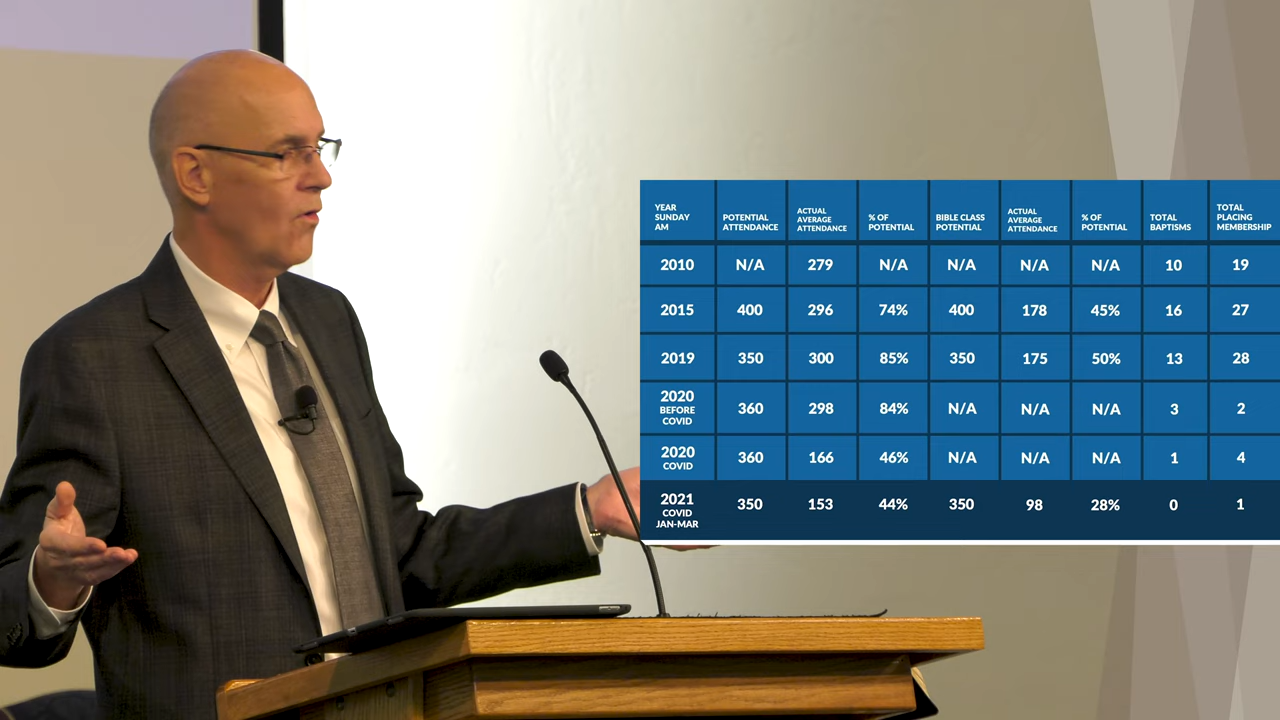 YEAR SUNDAY AM POTENTIAL ATTENDANCE ACTUAL AVERAGE ATTENDANCE % OF POTENTIAL BIBLE CLASS POTENTIAL ACTUAL AVERAGE ATTENDANCE % OF POTENTIAL TOTAL BAPTISMS TOTAL PLACING MEMBERSHIP
2010 N/A 279 N/A N/A N/A N/A 10 19
2015 400 296 74% 400 178 45% 16 27
2019 350 300 85% 350 175 50% 13 28
2020 BEFORE COVID 360 298 84% N/A N/A N/A 3 2
2020 COVID 360 166 46% N/A N/A N/A 1 4
2021 COVID JAN-MAR 350 153 44% 350 98 28% 0 1